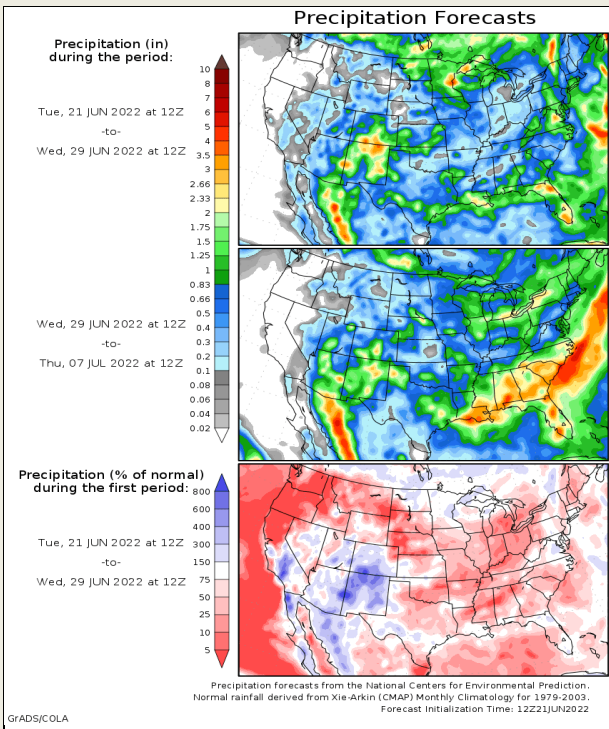 Precipitation Forecasts
Precipitation (in)
during the period:
Tue, 21 JUN 2022 at 12Z
-to-
Wed, 29 JUN 2022 at 12Z
10
8
7
6
5
4
3.5
3
2.66
2.33
2
1.75
1.5
1.25
1
0.83
0.66
0.5
0.4
0.3
0.2
0.1
0.08
0.06
0.04
0.02
Wed, 29 JUN 2022 at 12Z
-to-
Thu, 07 JUL 2022 at 12Z
Precipitation (% of normal)
during the first period:
Tue, 21 JUN 2022 at 12Z
-to-
Wed, 29 JUN 2022 at 12Z
800
600
400
300
150
75
50
25
10
5
Precipitation forecasts from the National Centers for Environmental Prediction.
Normal rainfall derived from Xie-Arkin (CMAP) Monthly Climatology for 1979-2003.
Forecast Initialization Time: 12Z21JUN2022
GrADS/COLA